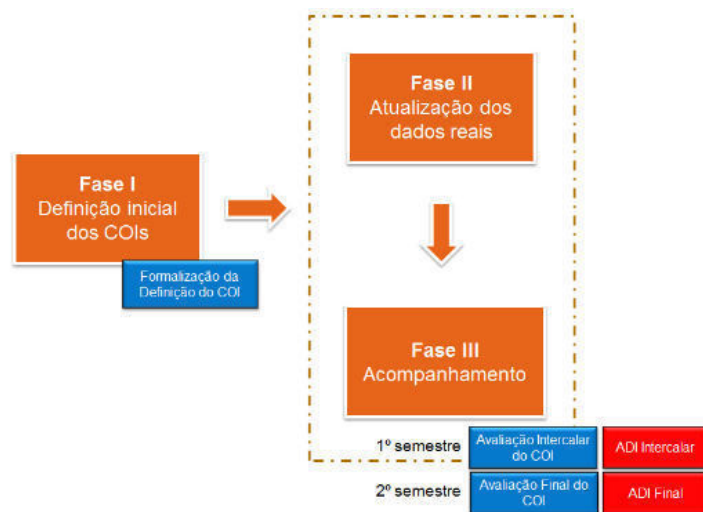 Fase II
Atualização dos
dados reais
Fase I
Definição inicial
dos COIs
Formalização da
Definição do COI
Fase III
Acompanhamento
1º semestre
Avaliação Intercalar
do COI
ADI Intercalar
2º semestre
Avaliação Final do
COI
ADI Final